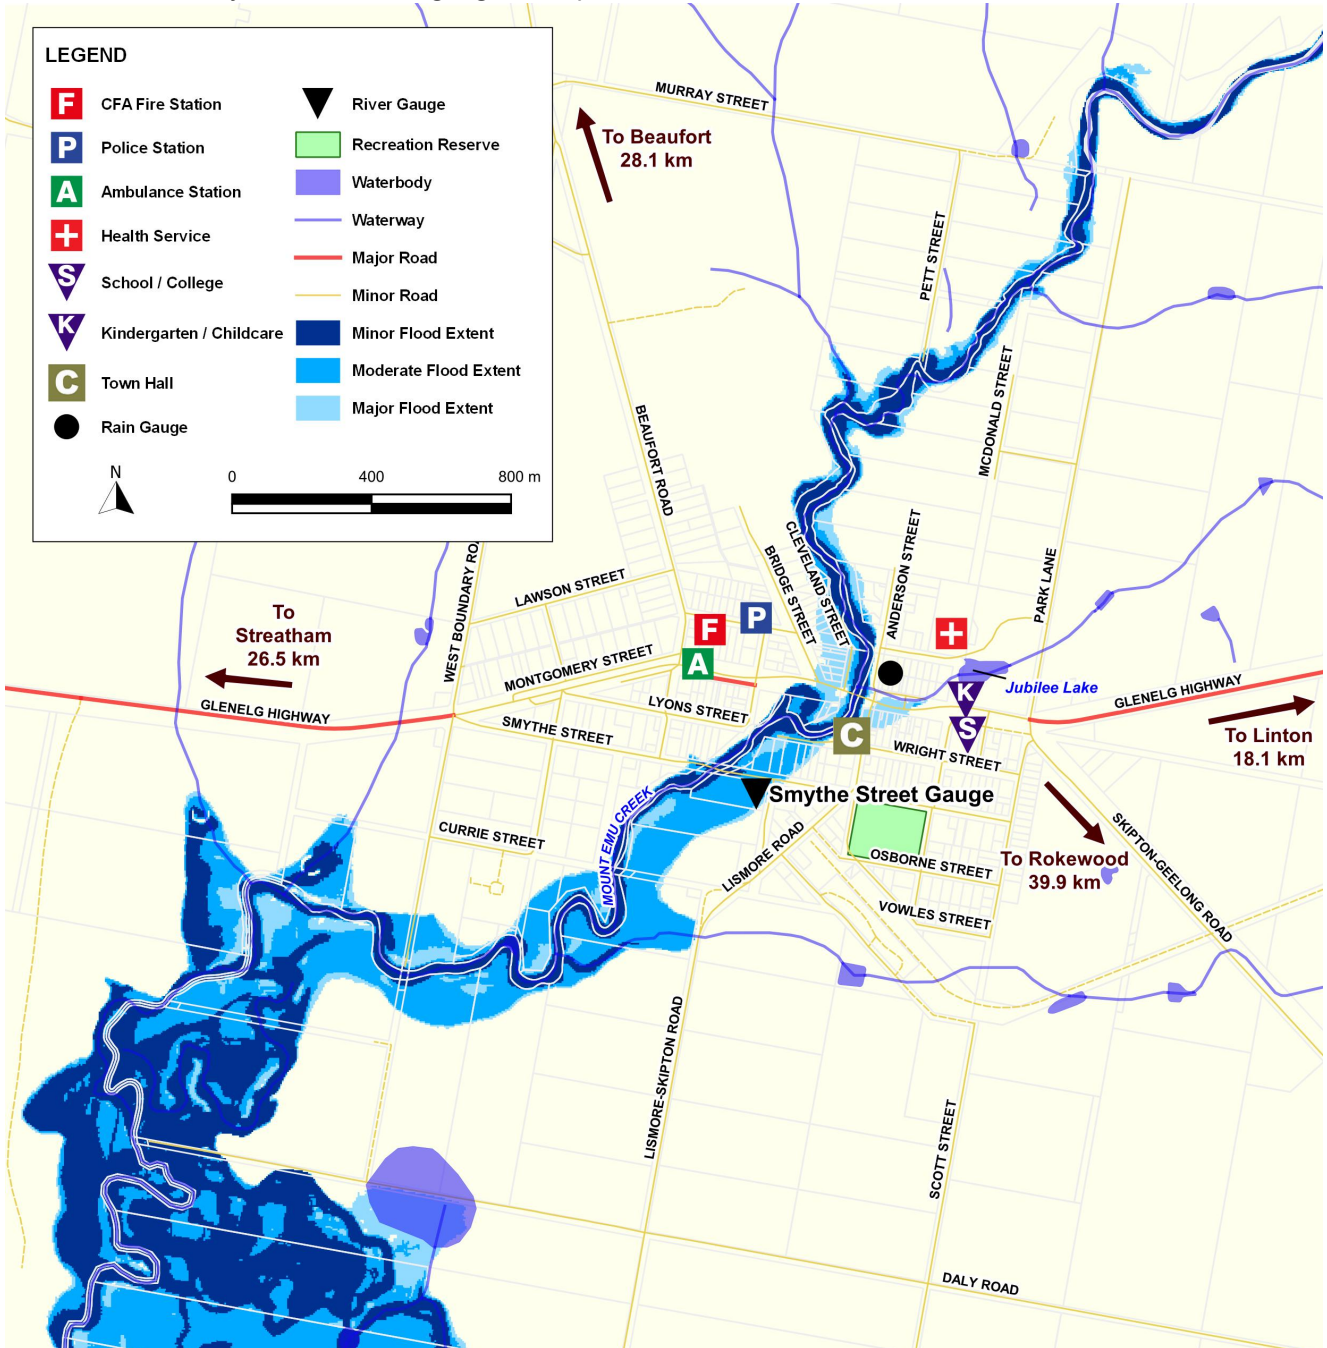 LEGEND
F CFA Fire Station
P Police Station
A Ambulance Station
Health Service
S School / College
K Kindergarten / Childcare
C Town Hall
Rain Gauge
River Gauge
Recreation Reserve
Waterbody
Waterway
Major Road
Minor Road
Minor Flood Extent
Moderate Flood Extent
Major Flood Extent
N
0 400 800 m
MURRAY STREET
To Beaufort
28.1 km
PETT STREET
MCDONALD STREET
BEAUFORT ROAD
CLEVELAND STREET
BRIDGE STREET
ANDERSON STREET
PARK LANE
LAWSON STREET
WEST BOUNDARY ROA
To
Streatham
26.5 km
F
P
A
MONTGOMERY STREET
GLENELG HIGHWAY
LYONS STREET
SMYTHE STREET
K
S
C
Jubilee Lake
GLENELG HIGHWAY
To Linton
18.1 km
WRIGHT STREET
Smythe Street Gauge
MOUNT EMU CREEK
CURRIE STREET
LISMORE ROAD
OSBORNE STREET
To Rokewood
39.9 km
SKIPTON-GEELONG ROAD
VOWLES STREET
LISMORE-SKIPTON ROAD
SCOTT STREET
DALY ROAD